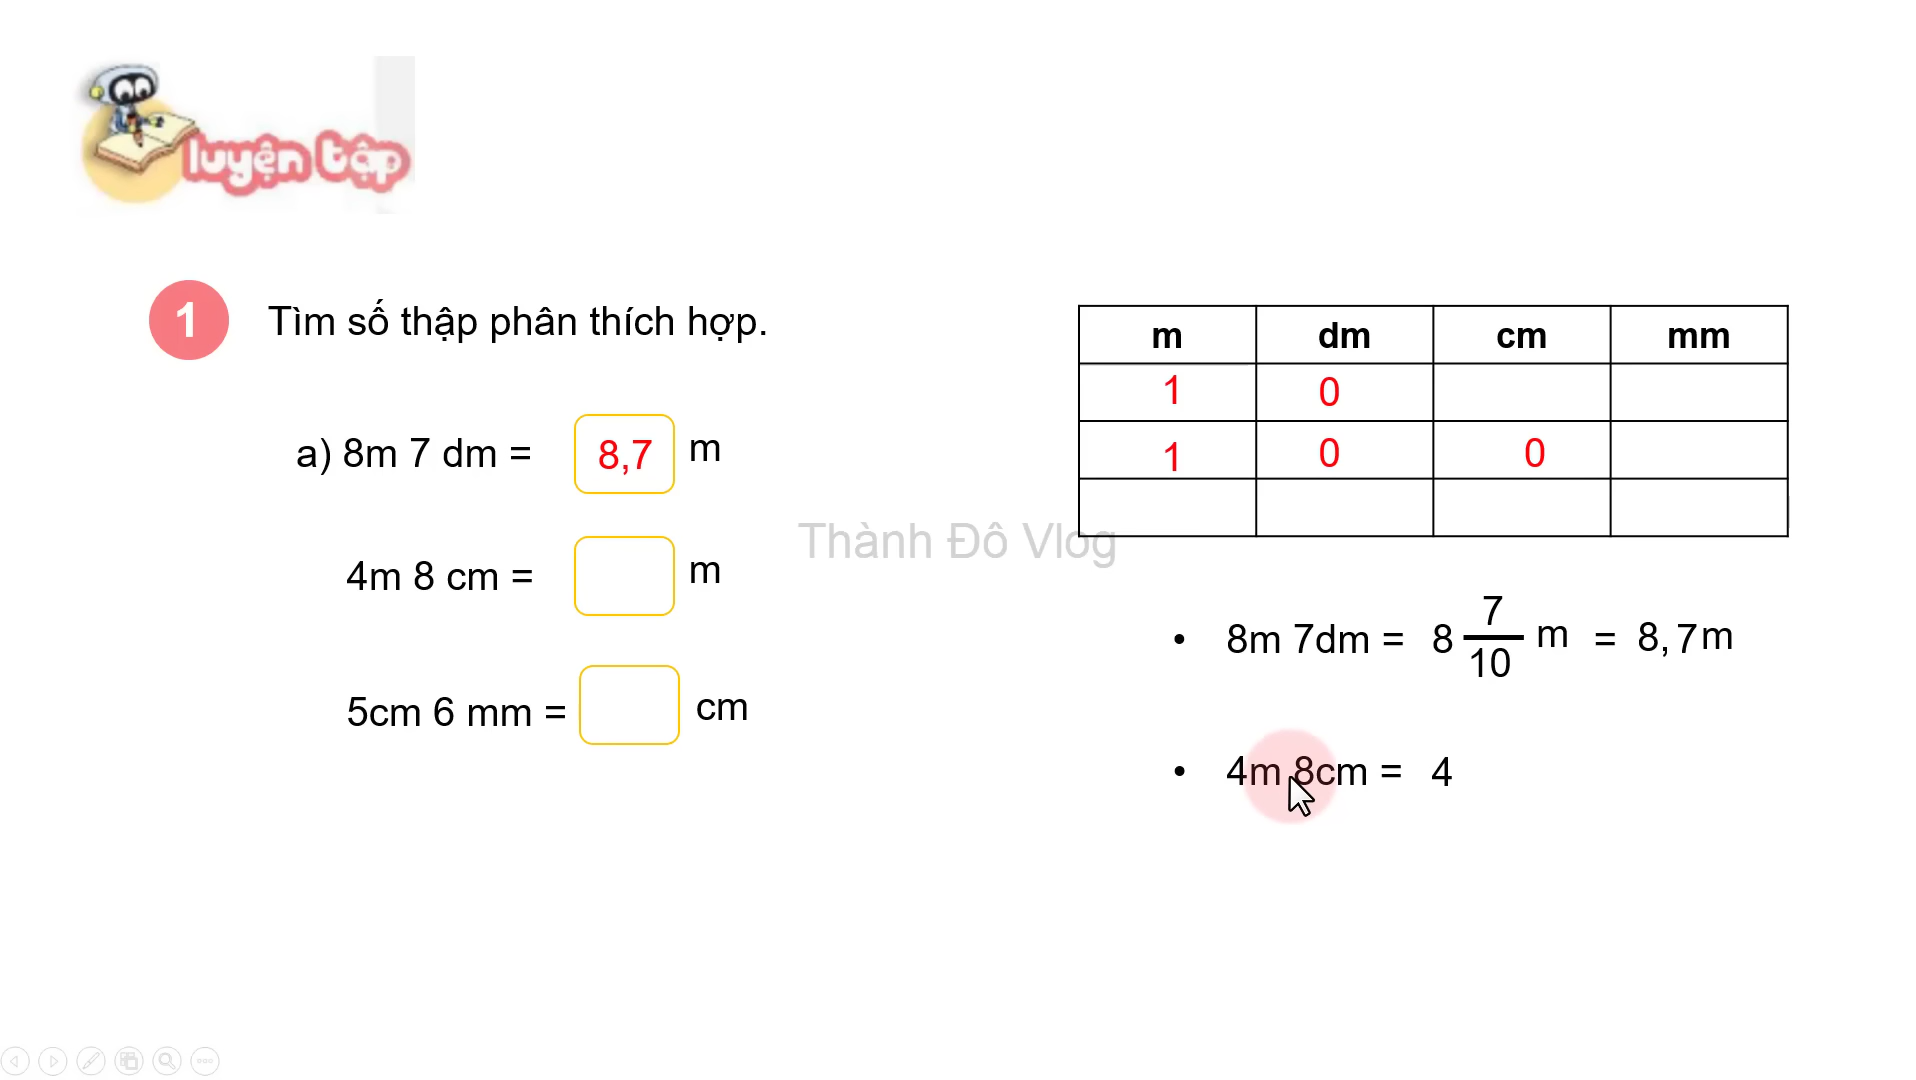 luyện tập
1 Tìm số thập phân thích hợp.
a) 8m 7 dm = 8,7 m
4m 8 cm = m
5cm 6 mm = cm
m dm cm mm
1 0
1 0 0
Thành Đô Vlog
• 8m 7dm = 8 7/10 m = 8,7m
• 4m 8cm = 4